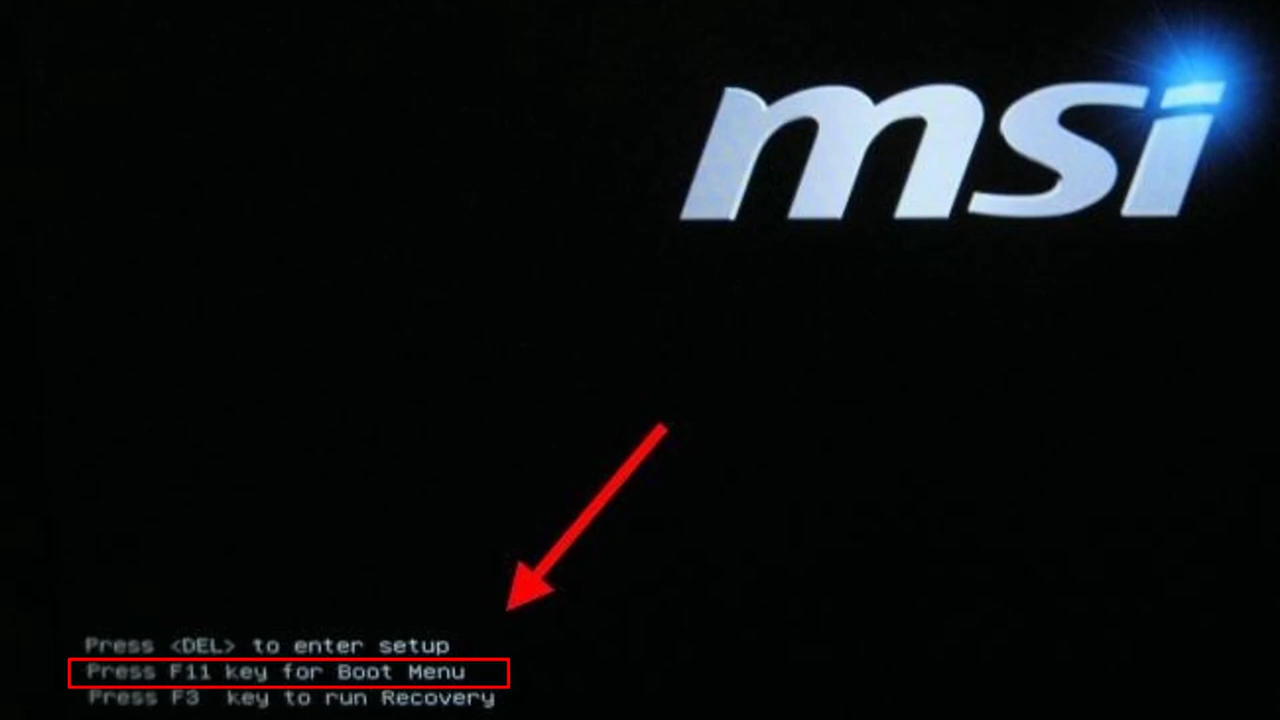 msi
Press <DEL> to enter setup
Press F11 key for Boot Menu
Press F3 key to run Recovery